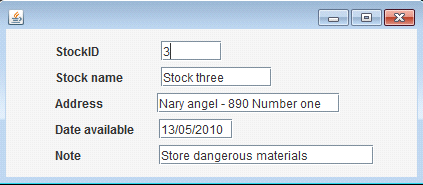 StockID 3
Stock name Stock three
Address Nary angel - 890 Number one
Date available 13/05/2010
Note Store dangerous materials